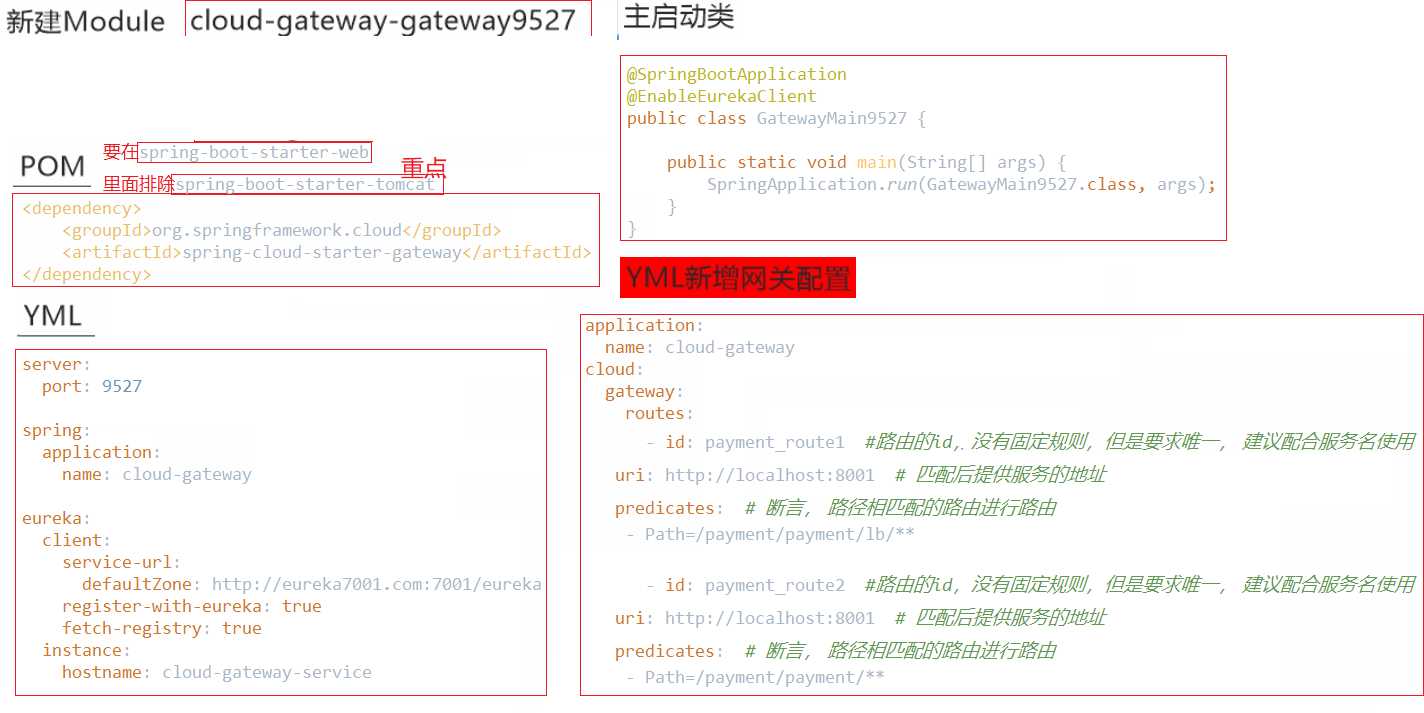 新建Module cloud-gateway-gateway9527
POM
要在spring-boot-starter-web
里面排除spring-boot-starter-tomcat
重点
<dependency>
    <groupId>org.springframework.cloud</groupId>
    <artifactId>spring-cloud-starter-gateway</artifactId>
</dependency>
YML
server:
  port: 9527
spring:
  application:
    name: cloud-gateway
eureka:
  client:
    service-url:
      defaultZone: http://eureka7001.com:7001/eureka
    register-with-eureka: true
    fetch-registry: true
  instance:
    hostname: cloud-gateway-service
主启动类
@SpringBootApplication
@EnableEurekaClient
public class GatewayMain9527 {
    public static void main(String[] args) {
        SpringApplication.run(GatewayMain9527.class, args);
    }
}
YML新增网关配置
application:
  name: cloud-gateway
cloud:
  gateway:
    routes:
      - id: payment_route1  #路由的id，没有固定规则，但是要求唯一，建议配合服务名使用
   uri: http://localhost:8001  # 匹配后提供服务的地址
   predicates:  # 断言，路径相匹配的路由进行路由
    - Path=/payment/payment/lb/**
      - id: payment_route2  #路由的id，没有固定规则，但是要求唯一，建议配合服务名使用
   uri: http://localhost:8001  # 匹配后提供服务的地址
   predicates:  # 断言，路径相匹配的路由进行路由
    - Path=/payment/payment/**